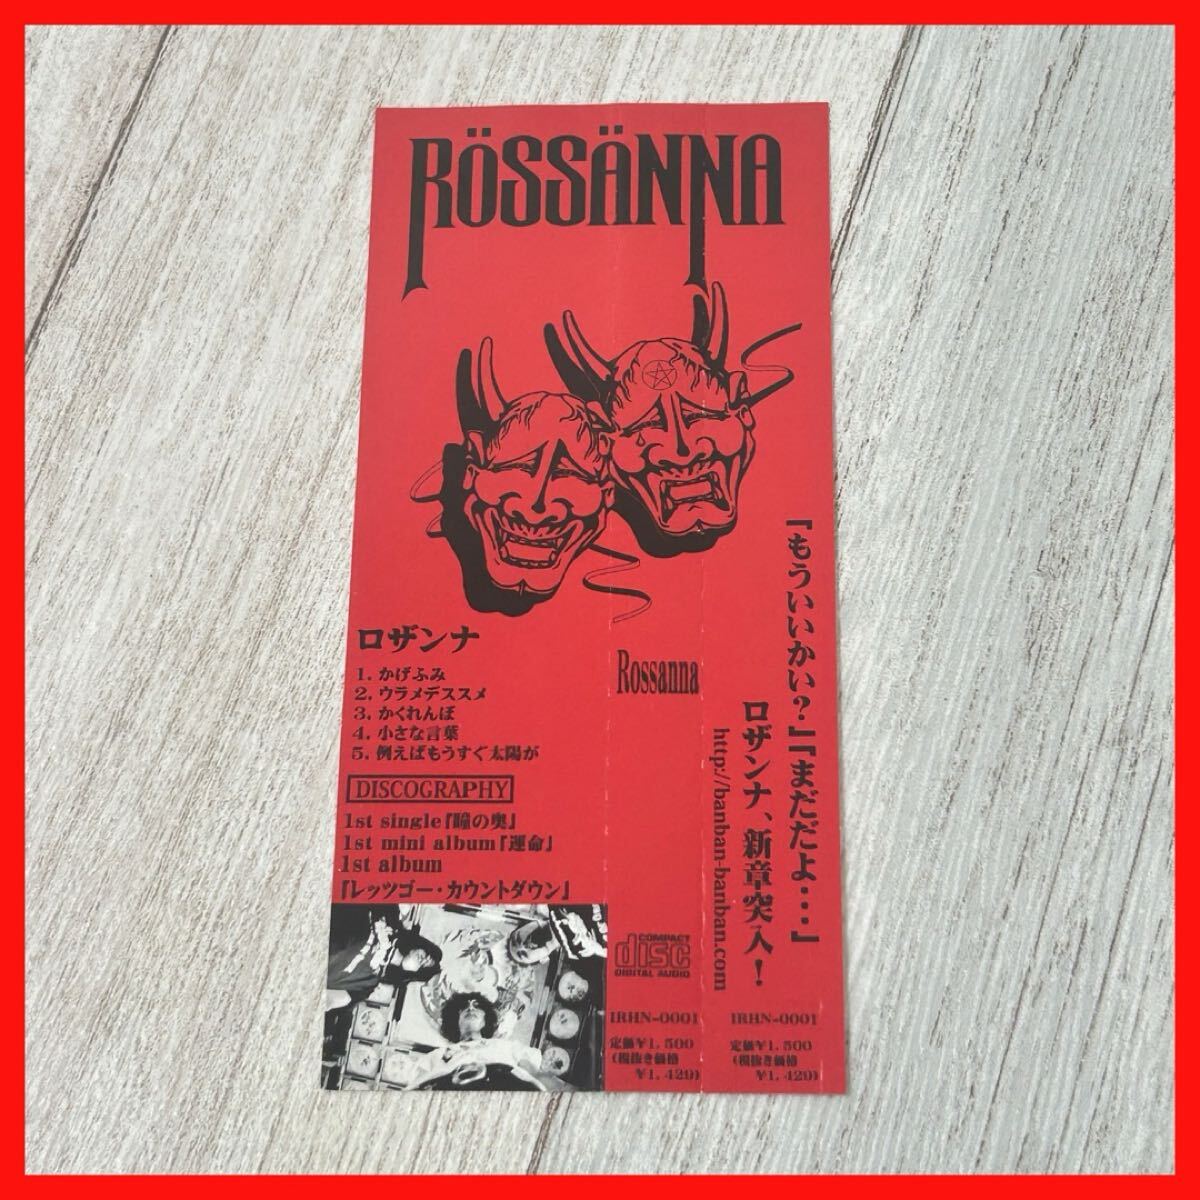 RÖSSÄNNA
ロザンナ
1. かげふみ
2. ウラメデススメ
3. かくれんぼ
4. 小さな言葉
5. 例えばもうすぐ太陽が
DISCOGRAPHY
1st single『瞳の奥』
1st mini album『運命』
1st album
『レッツゴー・カウントダウン』
Rossanna
COMPACT
disc
DIGITAL AUDIO
IRHN-0001
定価¥1,500
(税抜き価格
¥1,429)
『もういいかい?』『まだだよ・・・』
ロザンナ、新章突入!
http://banban-banban.com
IRHN-0001
定価¥1,500
(税抜き価格
¥1,429)